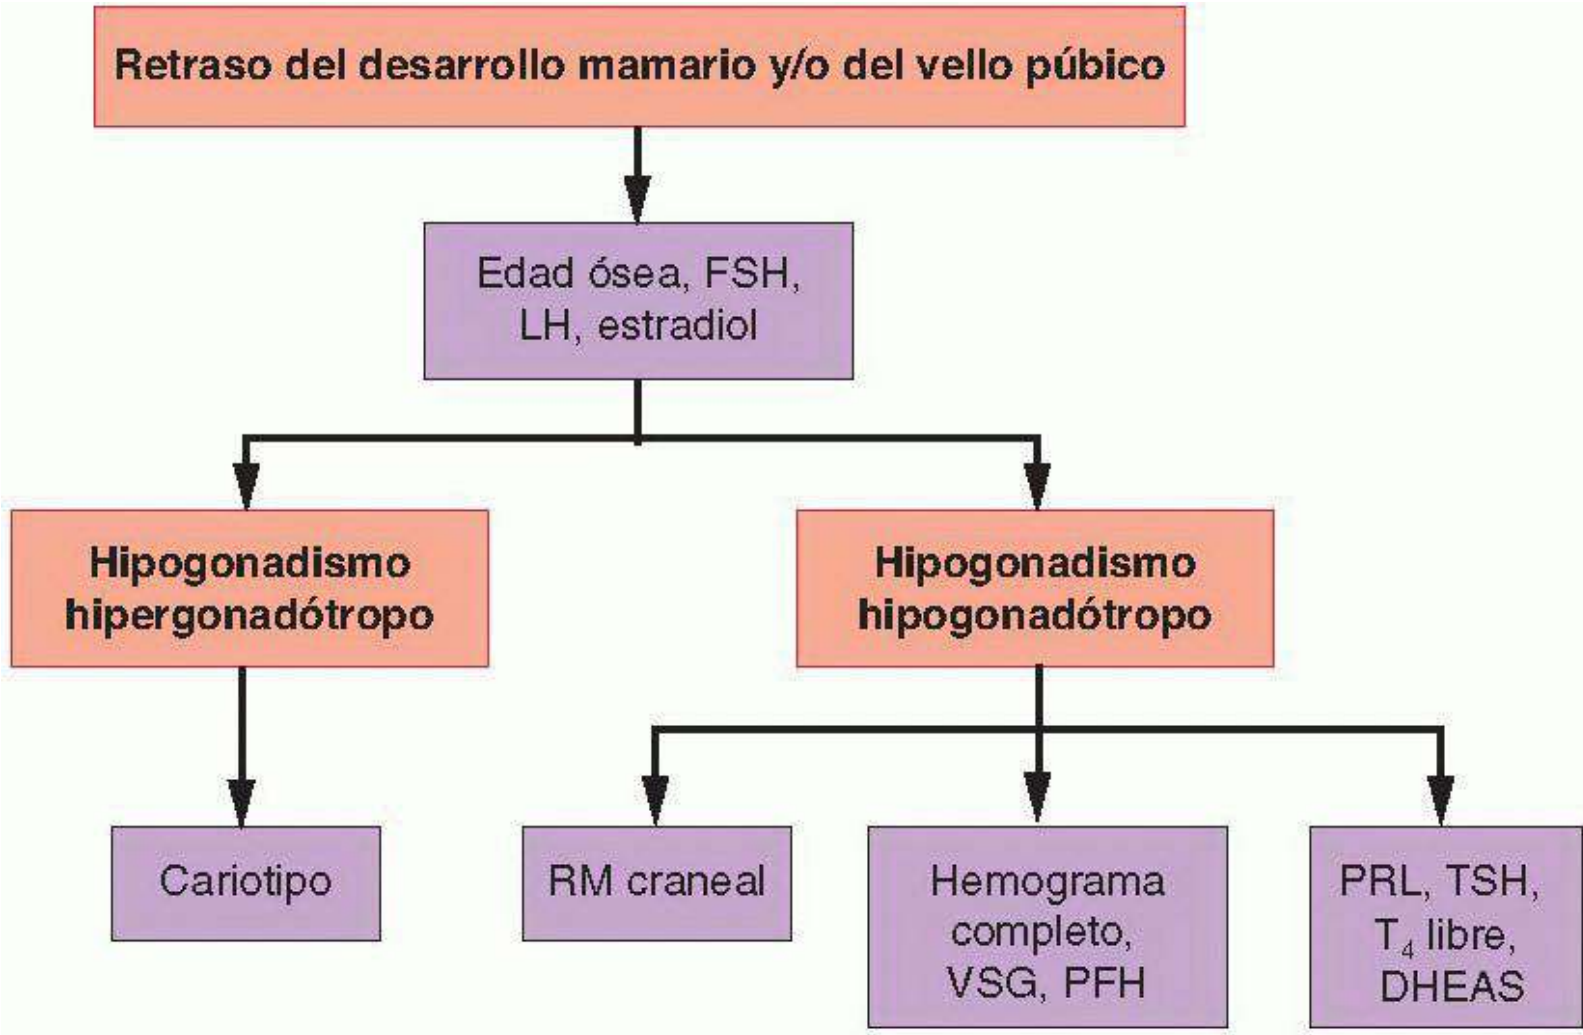 Retraso del desarrollo mamario y/o del vello púbico
Edad ósea, FSH,
LH, estradiol
Hipogonadismo
hipergonadótropo
Hipogonadismo
hipogonadótropo
Cariotipo
RM craneal
Hemograma
completo,
VSG, PFH
PRL, TSH,
T₄ libre,
DHEAS